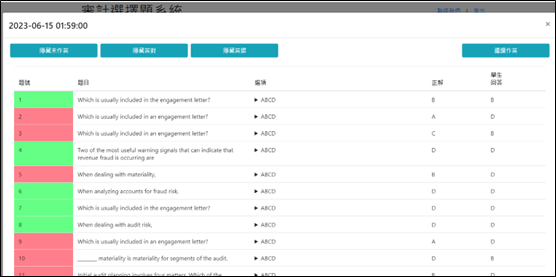 審計選擇題系統
2023-06-15 01:59:00 ×
隱藏未作答 隱藏答對 隱藏答錯 繼續作答
題號 題目 選項 正解 學生回答
1 Which is usually included in the engagement letter? ▶ ABCD B B
2 Which is usually included in an engagement letter? ▶ ABCD A D
3 Which is usually included in an engagement letter? ▶ ABCD C B
4 Two of the most useful warning signals that can indicate that
revenue fraud is occurring are ▶ ABCD D D
5 When dealing with materiality, ▶ ABCD B D
6 When analyzing accounts for fraud risk, ▶ ABCD D D
7 Which is usually included in the engagement letter? ▶ ABCD D D
8 When dealing with audit risk, ▶ ABCD D D
9 Which is usually included in an engagement letter? ▶ ABCD A D
10 _______ materiality is materiality for segments of the audit. ▶ ABCD D B
11 Initial audit planning involves four matters. Which of the ▶ ABCD B D